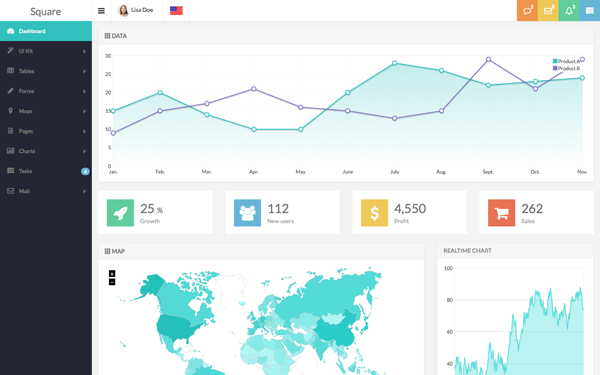 Square
Lisa Doe
2
3
Dashboard
UI Kit
Tables
Forms
Maps
Pages
Charts
Tasks
Mail
DATA
30
25
20
15
10
5
0
Product A
Product B
Jan.
Feb.
Mar.
Apr.
May.
June
July
Aug.
Sept.
Oct.
Nov
25 %
Growth
112
New users
4,550
Profit
262
Sales
MAP
+
-
REALTIME CHART
100
80
60
40